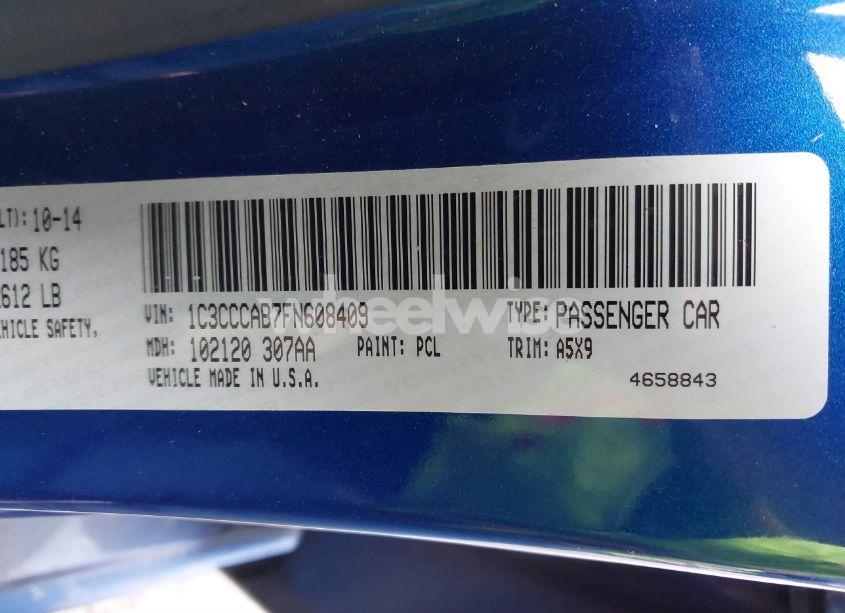 LT): 10-14
185 KG
612 LB
EHICLE SAFETY,
VIN: 1C3CCCAB7FN608409
TYPE: PASSENGER CAR
MDH: 102120 307AA
PAINT: PCL
TRIM: A5X9
VEHICLE MADE IN U.S.A.
4658843
wheelwise